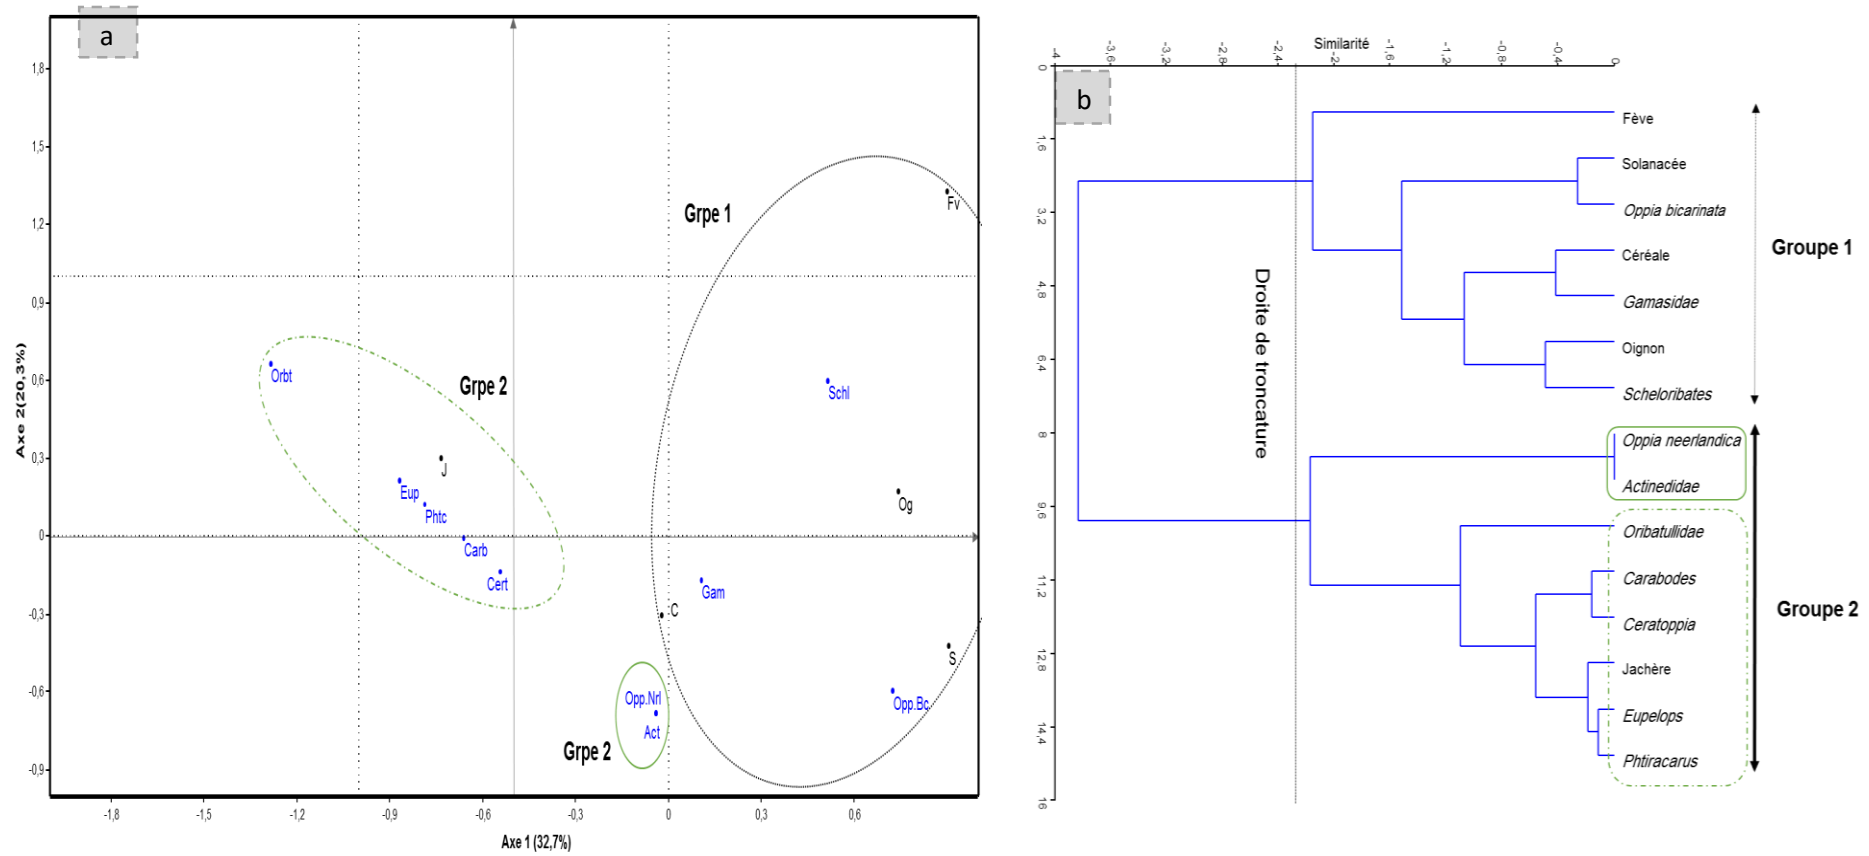 a
Axe 2(20,3%)
1,8
1,5
1,2
0,9
0,6
0,3
0
-0,3
-0,6
-0,9
Grpe 1
Fv
Orbt
Grpe 2
Schl
J
Eup
Phtc
Og
Carb
Cert
Gam
C
S
Opp.Nrl
Opp.Bc
Act
Grpe 2
-1,8
-1,5
-1,2
-0,9
-0,6
-0,3
0
0,3
0,6
Axe 1 (32,7%)
b
Similarité
-4
-3,6
-3,2
-2,8
-2,4
-2
-1,6
-1,2
-0,8
-0,4
0
0
1,6
3,2
4,8
6,4
8
9,6
11,2
12,8
14,4
16
Droite de troncature
Fève
Solanacée
Oppia bicarinata
Céréale
Gamasidae
Oignon
Scheloribates
Oppia neerlandica
Actinedidae
Oribatullidae
Carabodes
Ceratoppia
Jachère
Eupelops
Phtiracarus
Groupe 1
Groupe 2